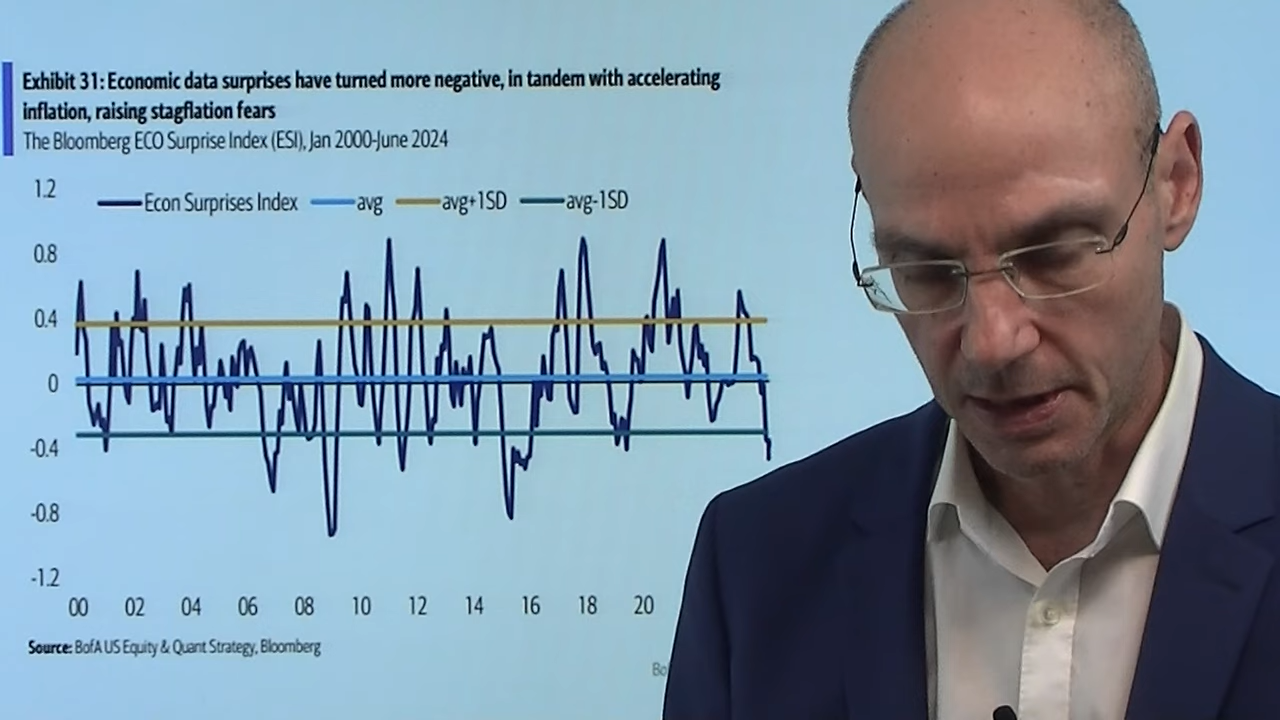 Exhibit 31: Economic data surprises have turned more negative, in tandem with accelerating
inflation, raising stagflation fears
The Bloomberg ECO Surprise Index (ESI), Jan 2000-June 2024
1.2
Econ Surprises Index avg avg+1SD avg-1SD
0.8
0.4
0
-0.4
-0.8
-1.2
00 02 04 06 08 10 12 14 16 18 20
Source: BofA US Equity & Quant Strategy, Bloomberg